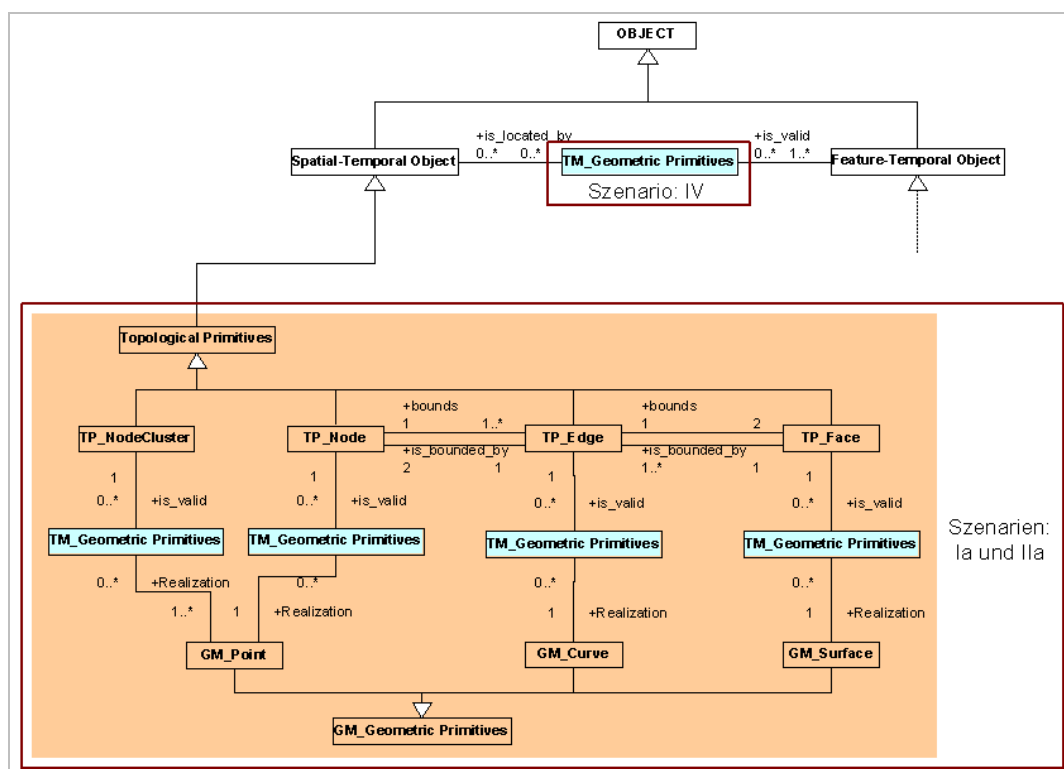 OBJECT
+is_located_by
+is_valid
0..* 0..*
0..* 1..*
Spatial-Temporal Object
TM_Geometric Primitives
Feature-Temporal Object
Szenario: IV
Topological Primitives
+bounds
+bounds
1 1..*
1 2
TP_NodeCluster
TP_Node
TP_Edge
TP_Face
+is_bounded_by
+is_bounded_by
2 1
1..* 1
1
1
1
1
0..* +is_valid
0..* +is_valid
0..* +is_valid
0..* +is_valid
TM_Geometric Primitives
TM_Geometric Primitives
TM_Geometric Primitives
TM_Geometric Primitives
Szenarien:
Ia und IIa
0..* +Realization
0..*
0..*
0..*
1..*
1 +Realization
1 +Realization
1 +Realization
GM_Point
GM_Curve
GM_Surface
GM_Geometric Primitives